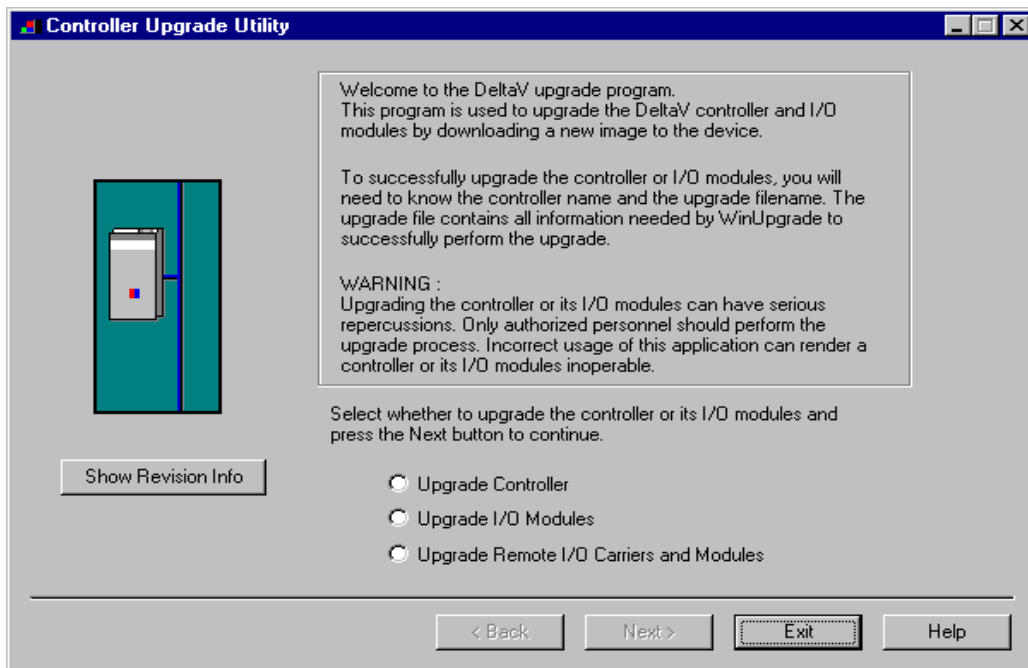 Controller Upgrade Utility
Welcome to the DeltaV upgrade program.
This program is used to upgrade the DeltaV controller and I/O
modules by downloading a new image to the device.
To successfully upgrade the controller or I/O modules, you will
need to know the controller name and the upgrade filename. The
upgrade file contains all information needed by WinUpgrade to
successfully perform the upgrade.
WARNING :
Upgrading the controller or its I/O modules can have serious
repercussions. Only authorized personnel should perform the
upgrade process. Incorrect usage of this application can render a
controller or its I/O modules inoperable.
Select whether to upgrade the controller or its I/O modules and
press the Next button to continue.
Show Revision Info
Upgrade Controller
Upgrade I/O Modules
Upgrade Remote I/O Carriers and Modules
< Back
Next >
Exit
Help